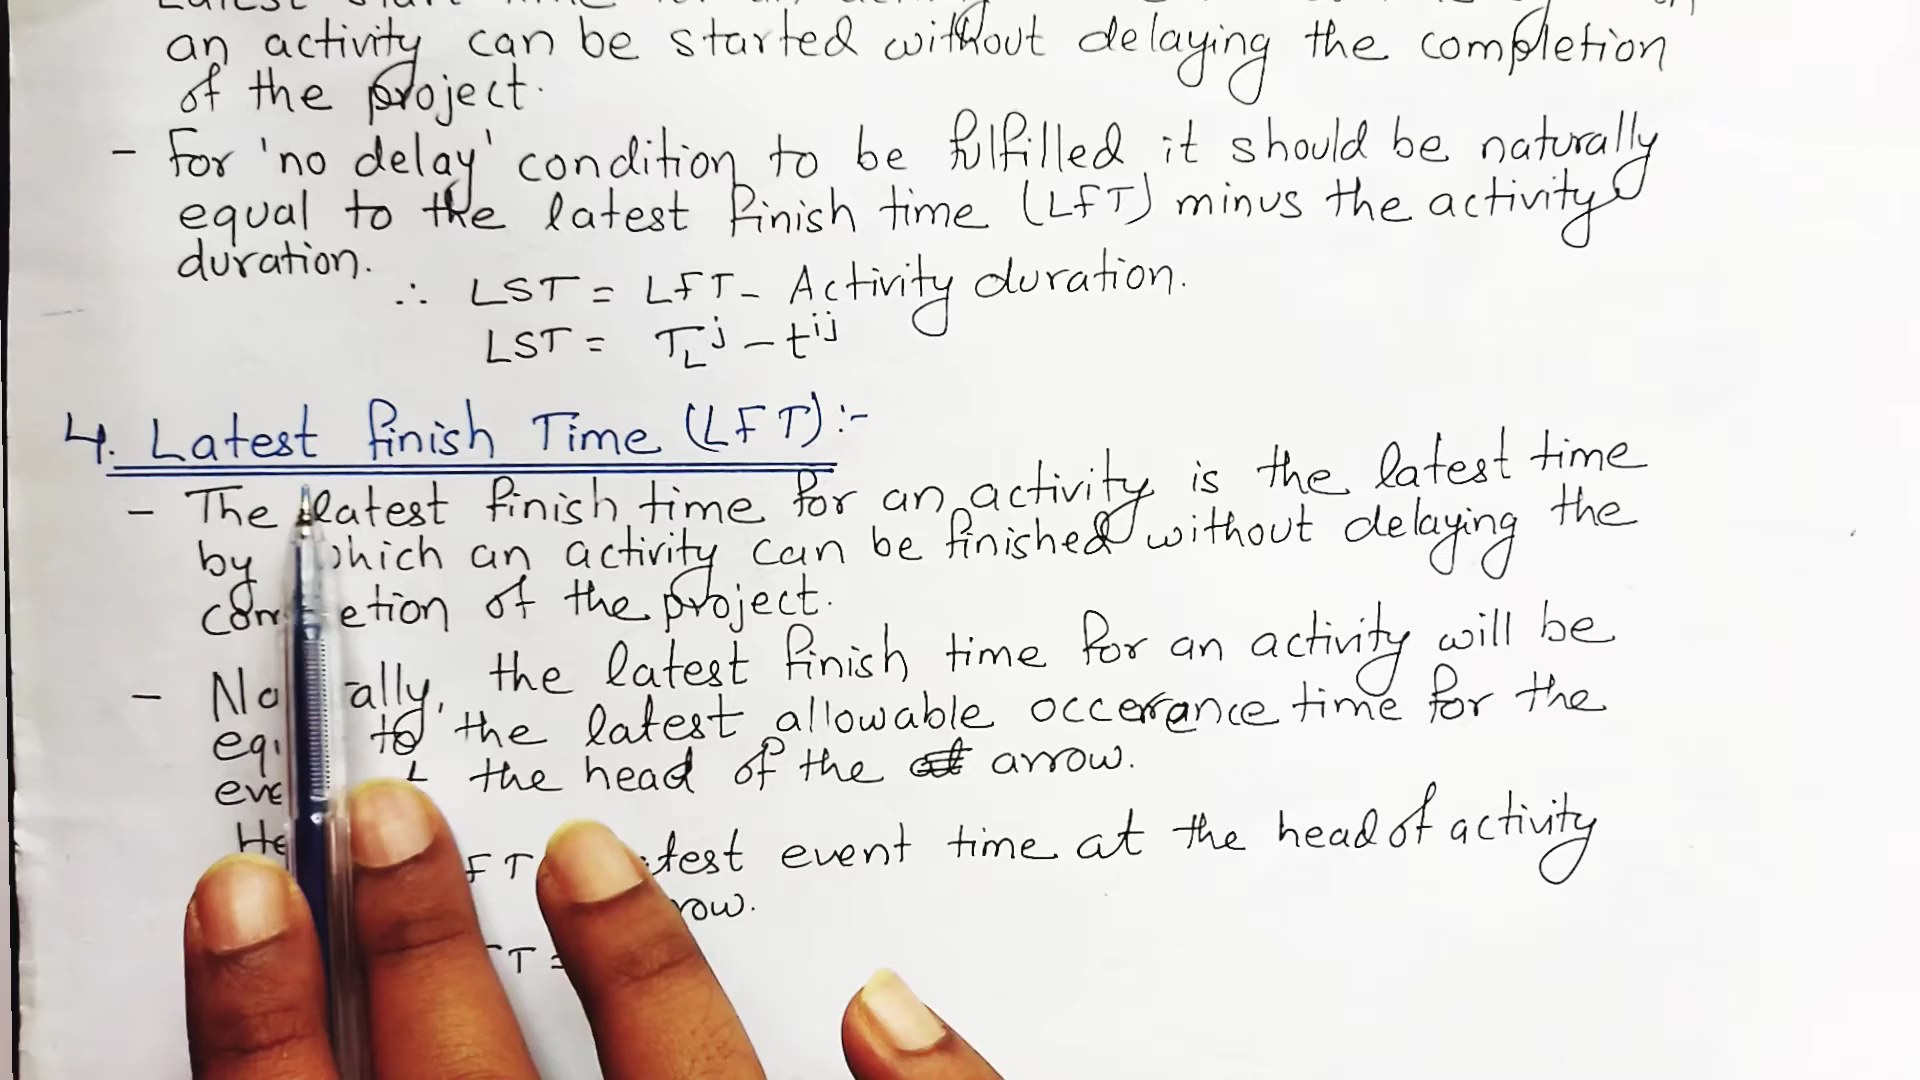 an activity can be started without delaying the completion
of the project.
- For 'no delay' condition to be fulfilled it should be naturally
equal to the latest finish time (LFT) minus the activity
duration.
∴ LST = LFT - Activity duration.
LST = T_L^j - t^ij
4. Latest finish Time (LFT):-
- The latest finish time for an activity is the latest time
by which an activity can be finished without delaying the
completion of the project.
- the latest finish time for an activity will be
to the latest allowable occerrance time for the
the head of the arrow.
event time at the head of activity